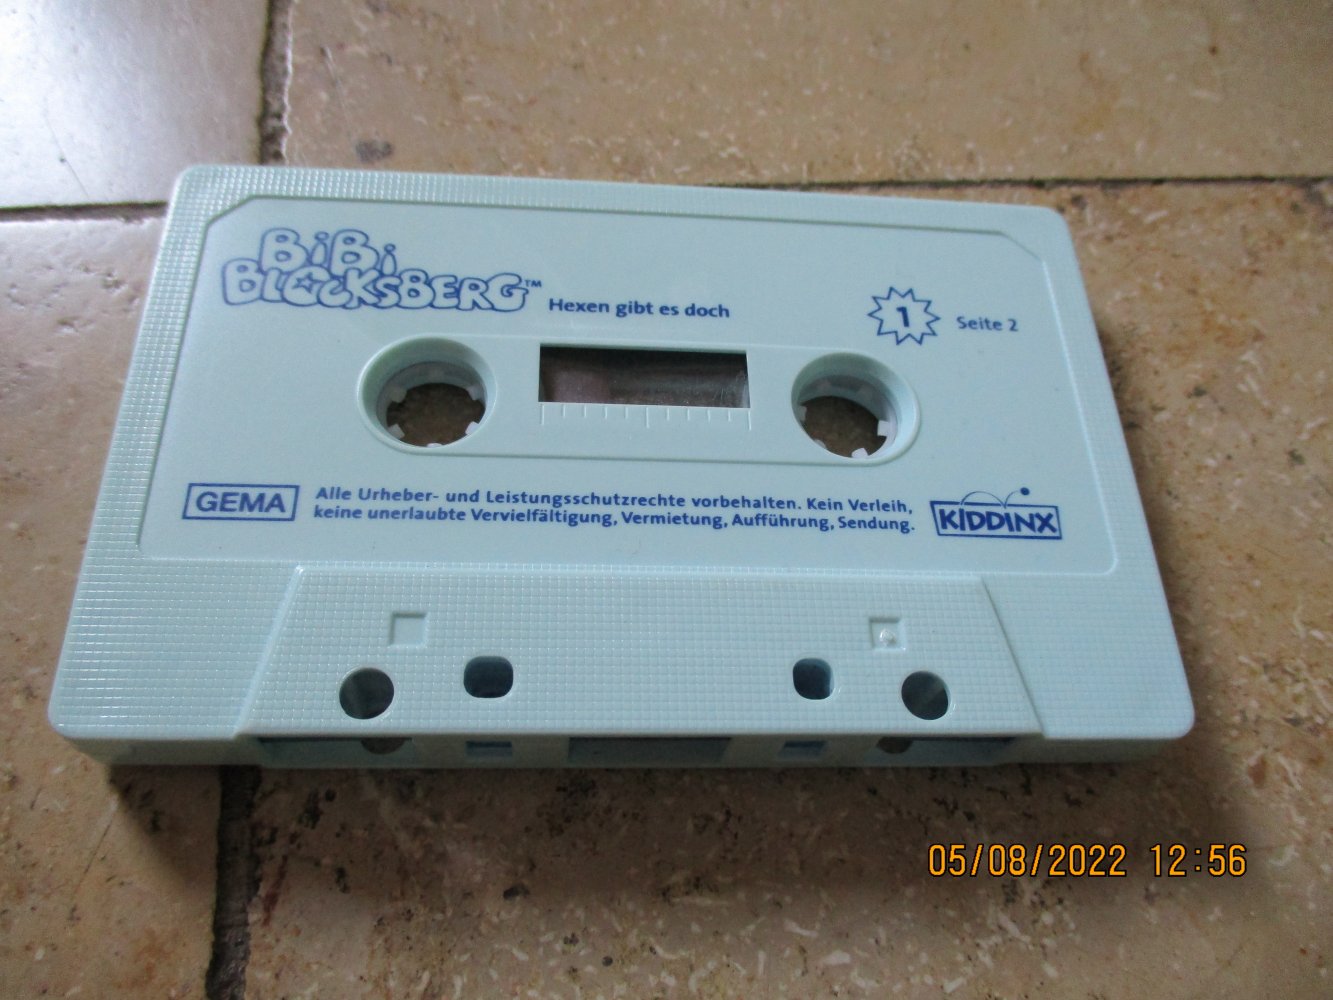 BiBi
BLOCKSBERG™
Hexen gibt es doch
1 Seite 2
GEMA
Alle Urheber- und Leistungsschutzrechte vorbehalten. Kein Verleih,
keine unerlaubte Vervielfältigung, Vermietung, Aufführung, Sendung.
KIDDINX
05/08/2022 12:56